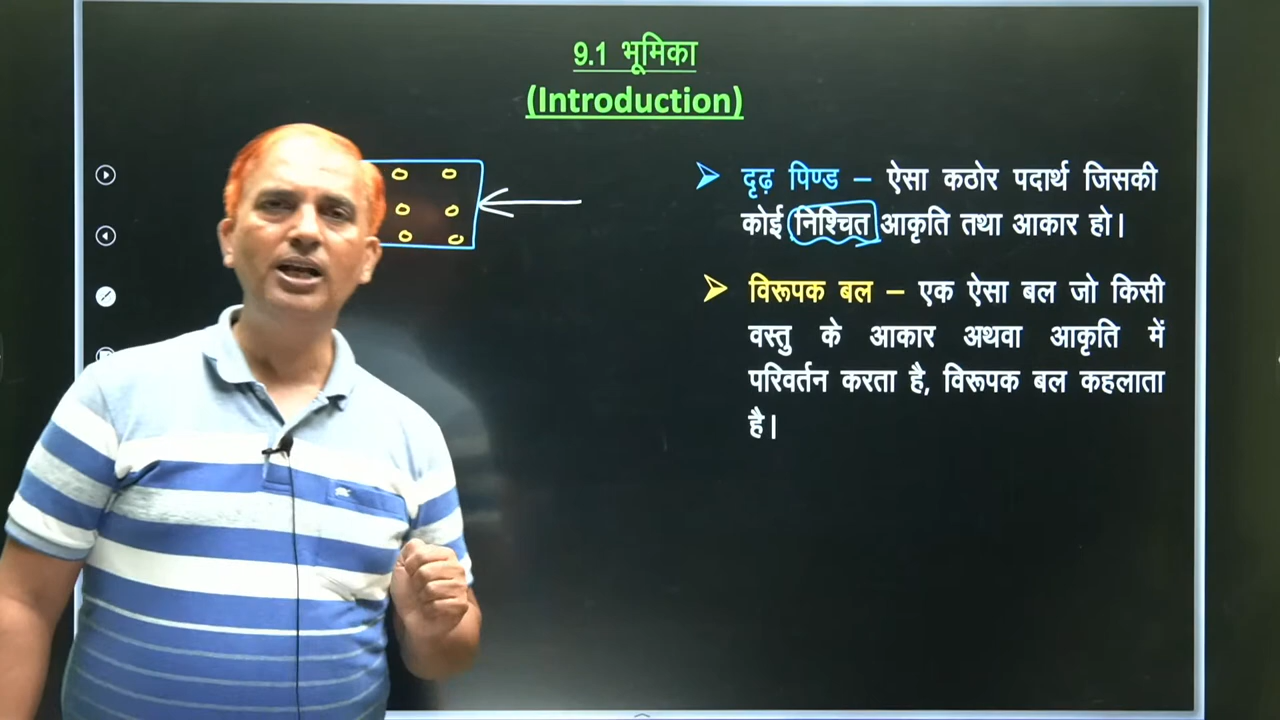 9.1 भूमिका
(Introduction)
दृढ़ पिण्ड – ऐसा कठोर पदार्थ जिसकी
कोई निश्चित आकृति तथा आकार हो।
विरूपक बल – एक ऐसा बल जो किसी
वस्तु के आकार अथवा आकृति में
परिवर्तन करता है, विरूपक बल कहलाता
है।